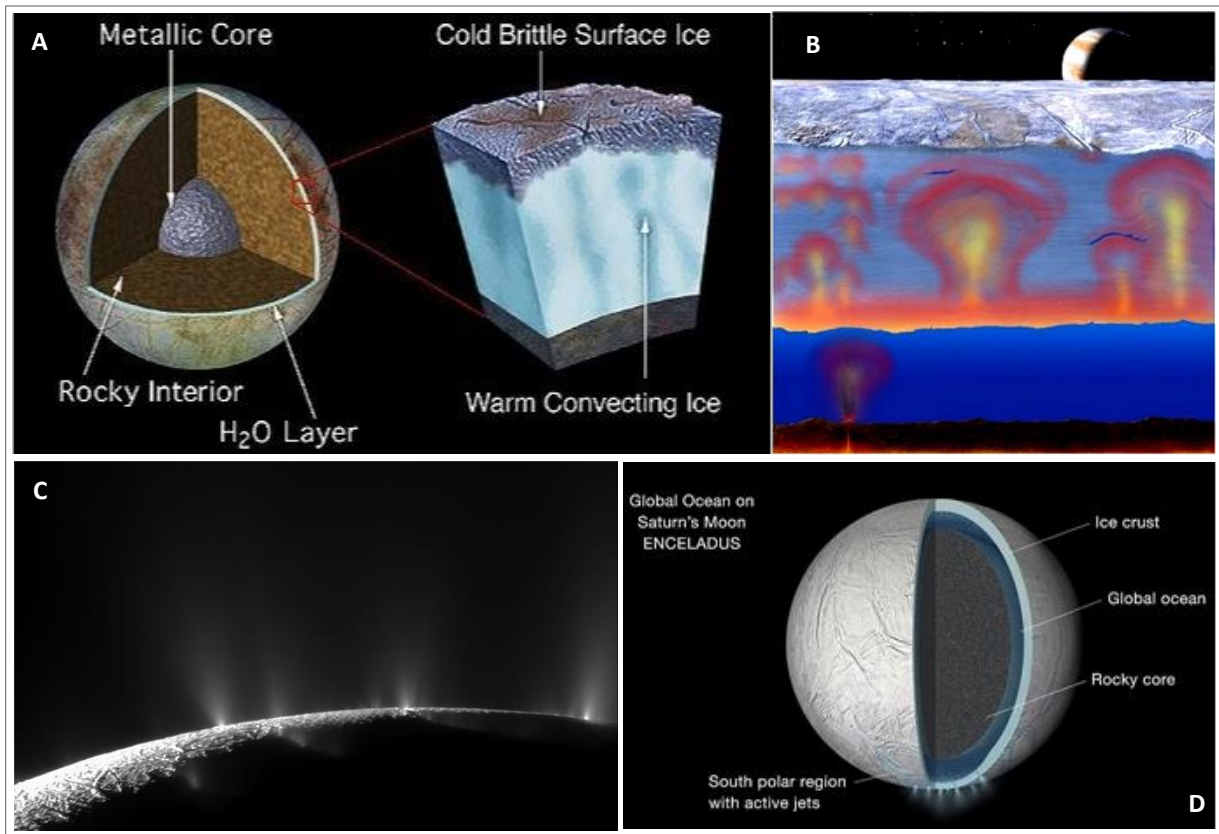 A
Metallic Core
Cold Brittle Surface Ice
Rocky Interior
H₂O Layer
Warm Convecting Ice
B
C
Global Ocean on
Saturn's Moon
ENCELADUS
Ice crust
Global ocean
Rocky core
South polar region
with active jets
D